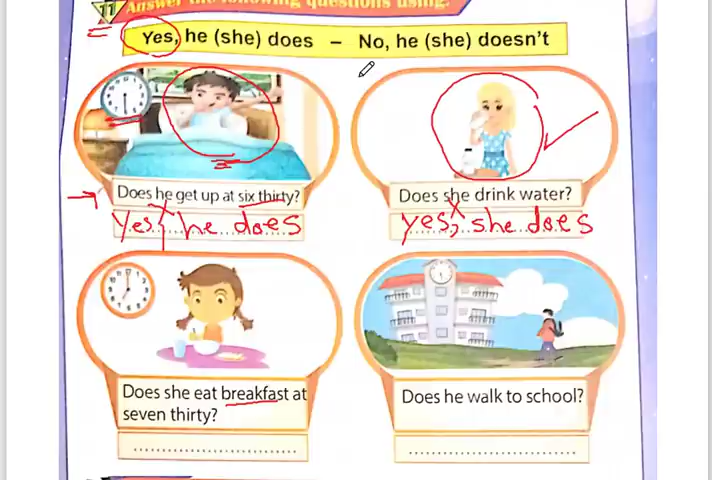 11 Answer the following questions using:
Yes, he (she) does – No, he (she) doesn't
Does he get up at six thirty?
Yes, he does
Does she drink water?
yes, she does
Does she eat breakfast at
seven thirty?
Does he walk to school?